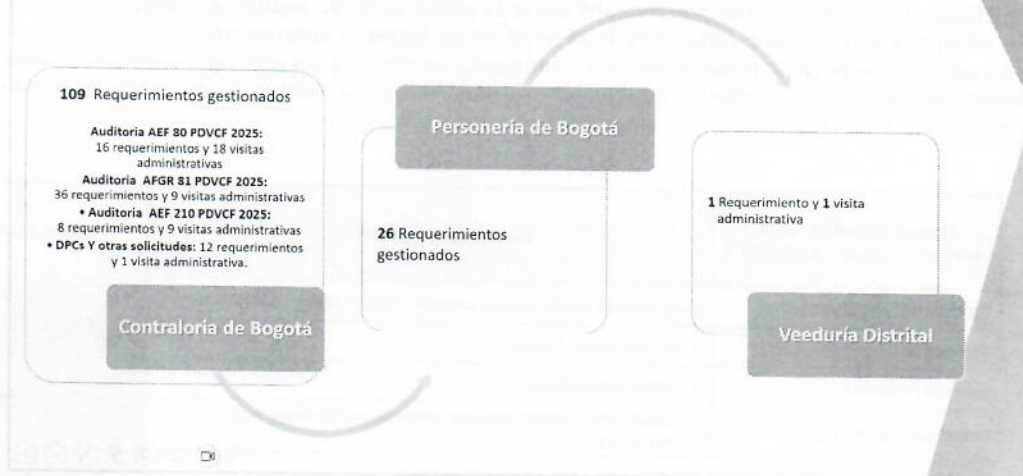 109 Requerimientos gestionados
Auditoria AEF 80 PDVCF 2025:
16 requerimientos y 18 visitas
administrativas
Auditoria AFGR 81 PDVCF 2025:
36 requerimientos y 9 visitas administrativas
• Auditoria AEF 210 PDVCF 2025:
8 requerimientos y 9 visitas administrativas
• DPCs Y otras solicitudes: 12 requerimientos
y 1 visita administrativa.
Contraloria de Bogotá
Personería de Bogotá
26 Requerimientos
gestionados
1 Requerimiento y 1 visita
administrativa
Veeduría Distrital